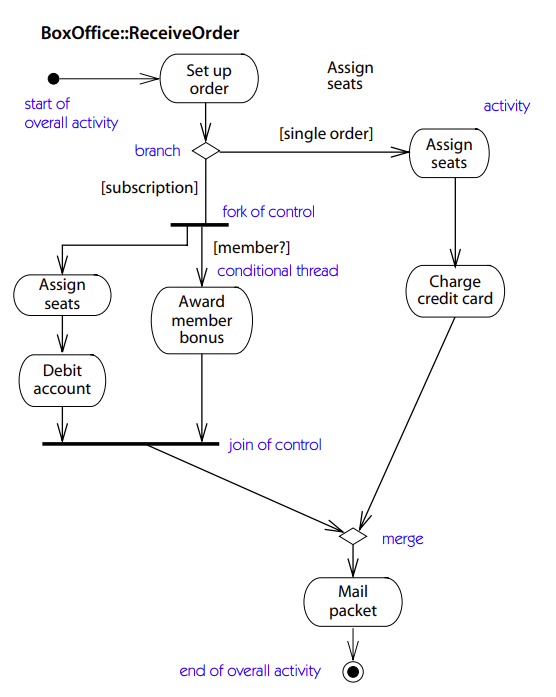 BoxOffice::ReceiveOrder
Set up
order
Assign
seats
start of
overall activity
activity
branch
[single order]
Assign
seats
[subscription]
fork of control
[member?]
conditional thread
Assign
seats
Award
member
bonus
Charge
credit card
Debit
account
join of control
merge
Mail
packet
end of overall activity